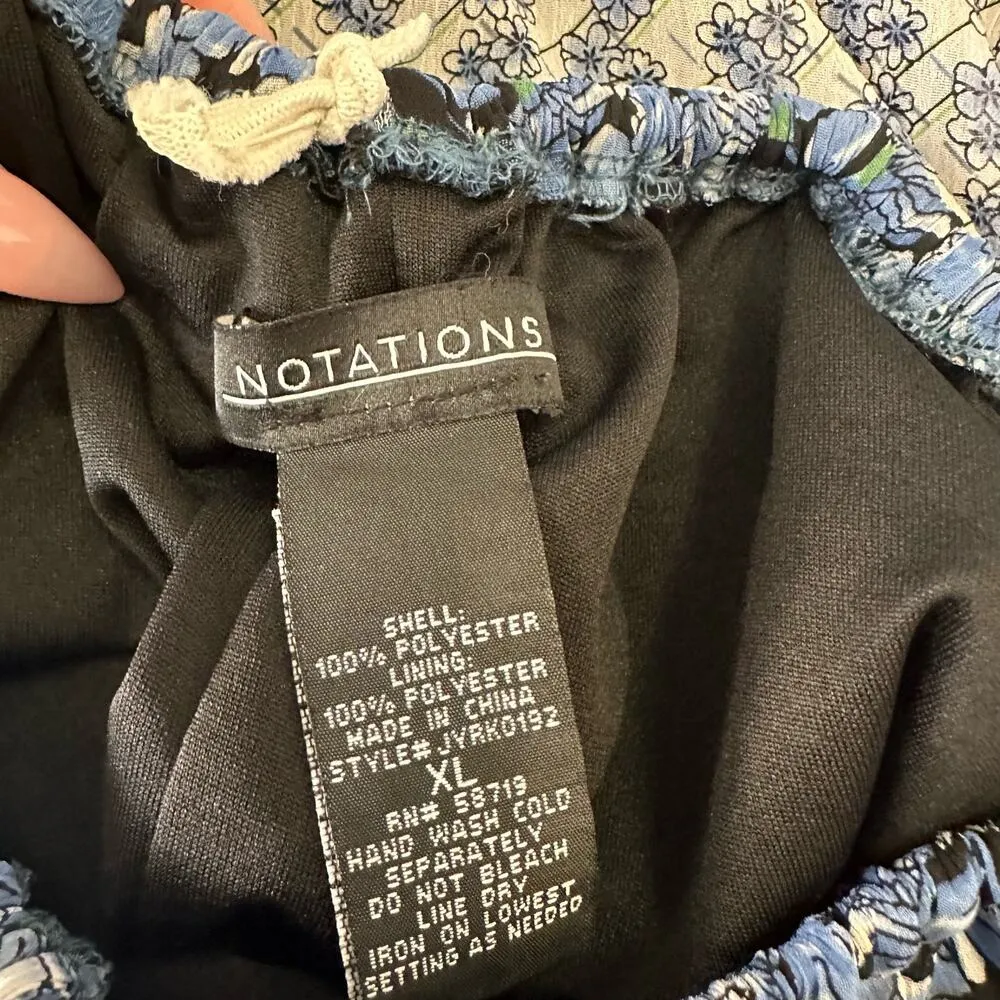 NOTATIONS
SHELL:
100% POLYESTER
LINING:
100% POLYESTER
MADE IN CHINA
STYLE# JYRK0192
XL
RN# 58719
HAND WASH COLD
SEPARATELY
DO NOT BLEACH
LINE DRY
IRON ON LOWEST
SETTING AS NEEDED